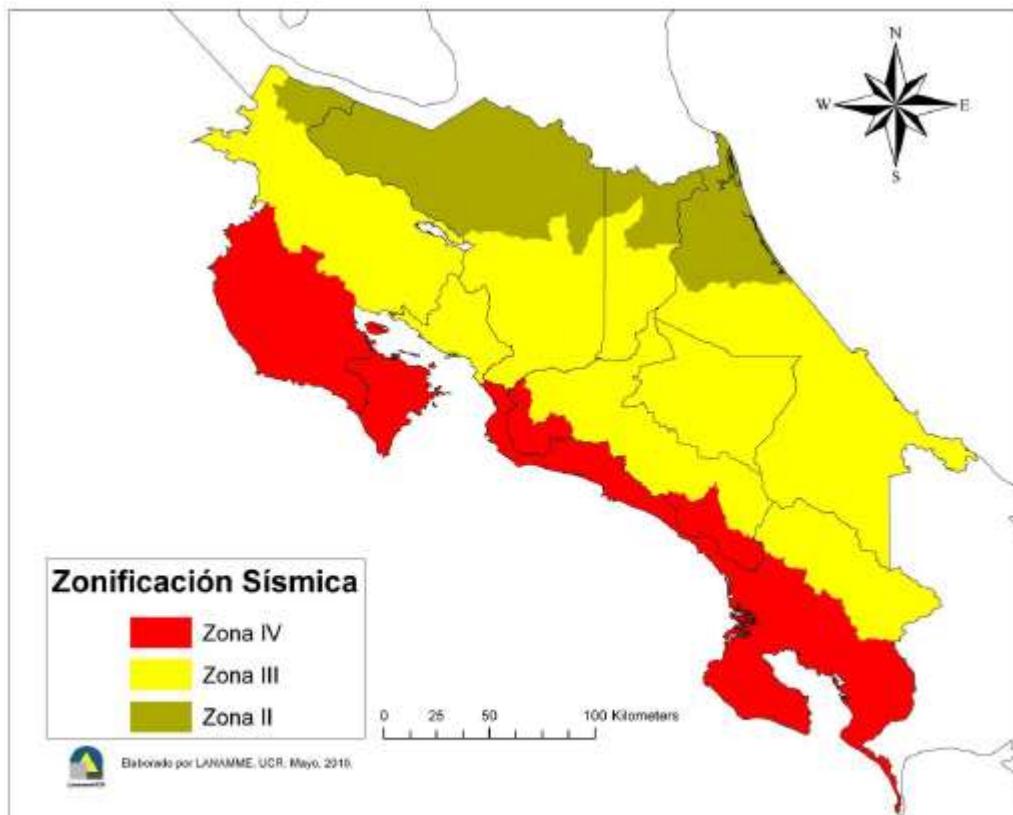 N
W E
S
Zonificación Sísmica
Zona IV
Zona III
Zona II
0 25 50 100 Kilometers
Elaborado por LANAMME. UCR. Mayo, 2010.
LanammeUCR